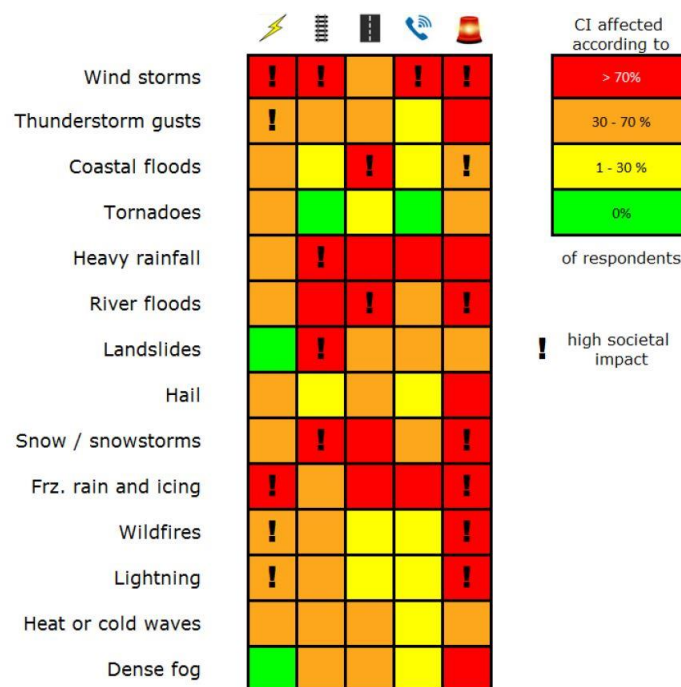 CI affected
according to
Wind storms ! ! ! !
> 70%
Thunderstorm gusts !
30 - 70 %
Coastal floods ! !
1 - 30 %
Tornadoes
0%
Heavy rainfall !
of respondents
River floods ! !
Landslides !
! high societal
impact
Hail
Snow / snowstorms ! !
Frz. rain and icing ! !
Wildfires ! !
Lightning ! !
Heat or cold waves
Dense fog